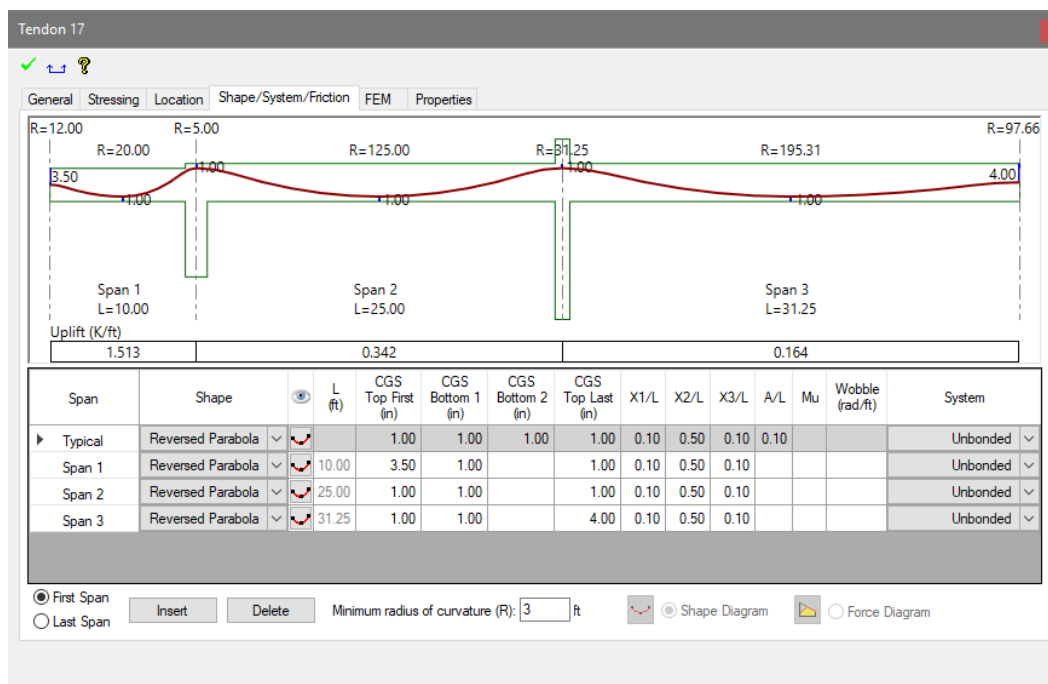 Tendon 17
General Stressing Location Shape/System/Friction FEM Properties
R=12.00 R=5.00 R=97.66
R=20.00 R=125.00 R=31.25 R=195.31
3.50 1.00 1.00 4.00
1.00 1.00 1.00
Span 1 Span 2 Span 3
L=10.00 L=25.00 L=31.25
Uplift (K/ft)
1.513 0.342 0.164
Span Shape L (ft) CGS Top First (in) CGS Bottom 1 (in) CGS Bottom 2 (in) CGS Top Last (in) X1/L X2/L X3/L A/L Mu Wobble (rad/ft) System
Typical Reversed Parabola 1.00 1.00 1.00 1.00 0.10 0.50 0.10 0.10 Unbonded
Span 1 Reversed Parabola 10.00 3.50 1.00 1.00 0.10 0.50 0.10 Unbonded
Span 2 Reversed Parabola 25.00 1.00 1.00 1.00 0.10 0.50 0.10 Unbonded
Span 3 Reversed Parabola 31.25 1.00 1.00 4.00 0.10 0.50 0.10 Unbonded
First Span
Last Span
Insert Delete Minimum radius of curvature (R): 3 ft Shape Diagram Force Diagram